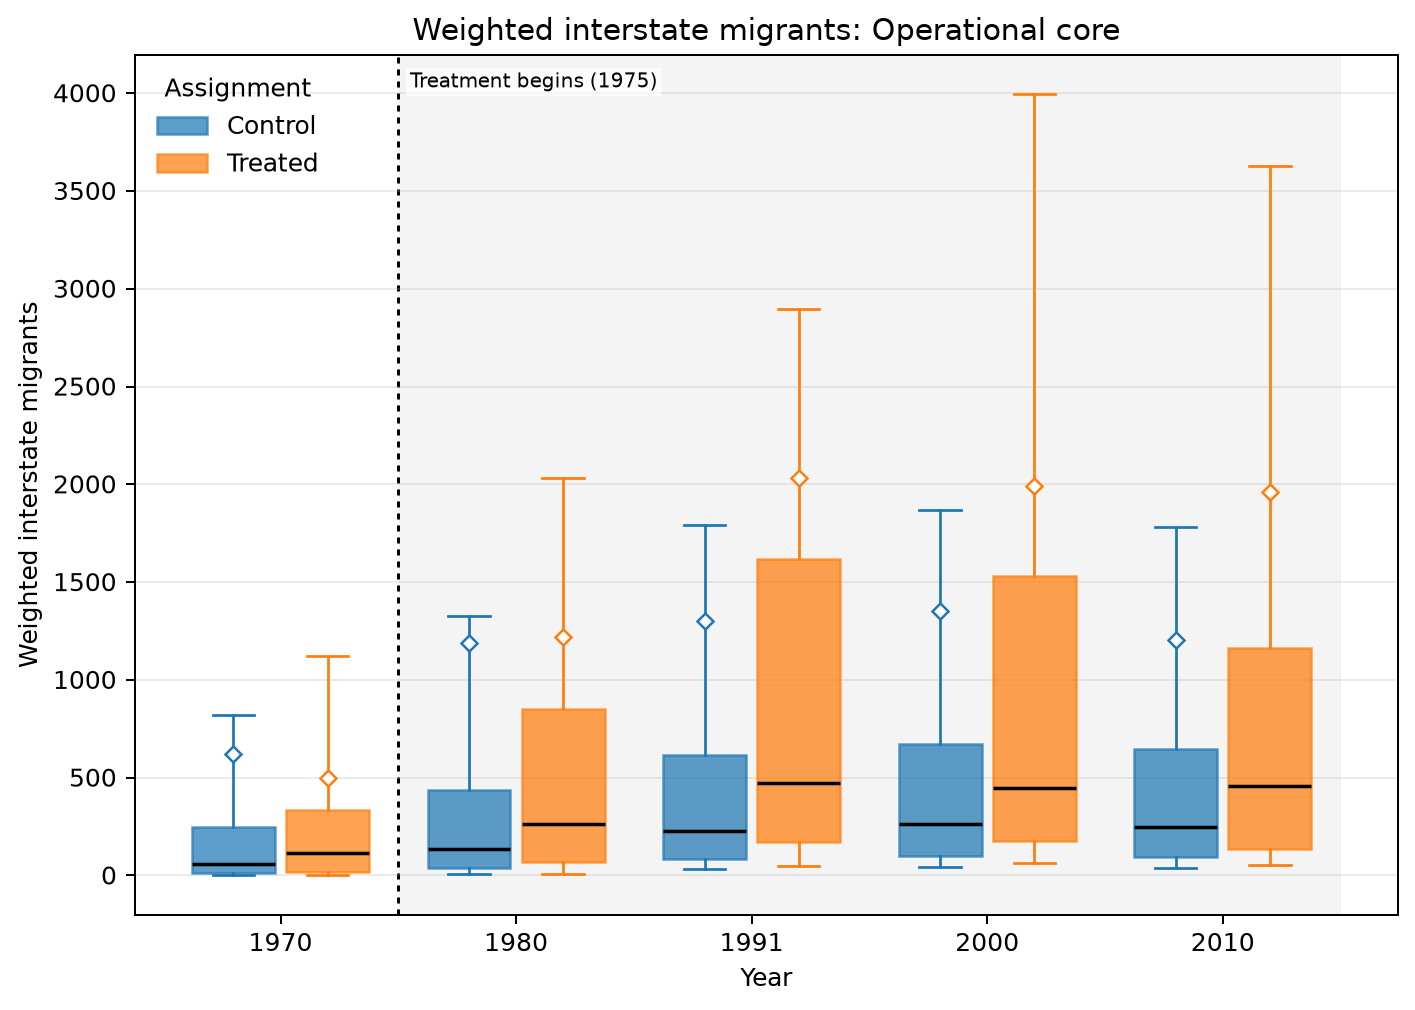 Weighted interstate migrants: Operational core
Assignment
Control
Treated
Treatment begins (1975)
Weighted interstate migrants
4000
3500
3000
2500
2000
1500
1000
500
0
1970
1980
1991
2000
2010
Year